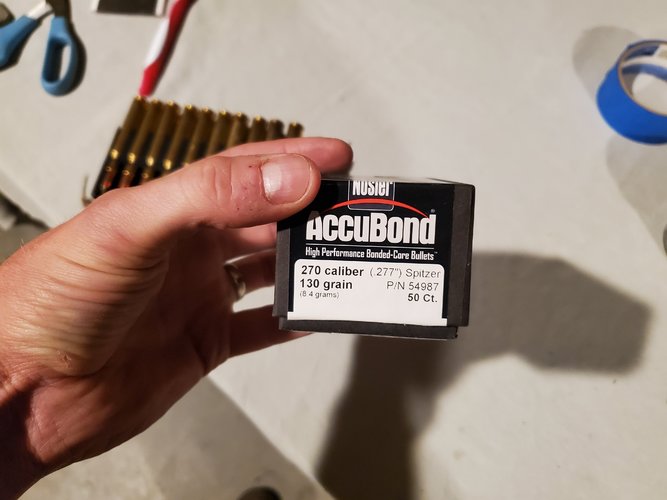 Nosler
AccuBond®
High Performance Bonded-Core Bullets™
270 caliber (.277") Spitzer
130 grain P/N 54987
(8.4 grams) 50 Ct.